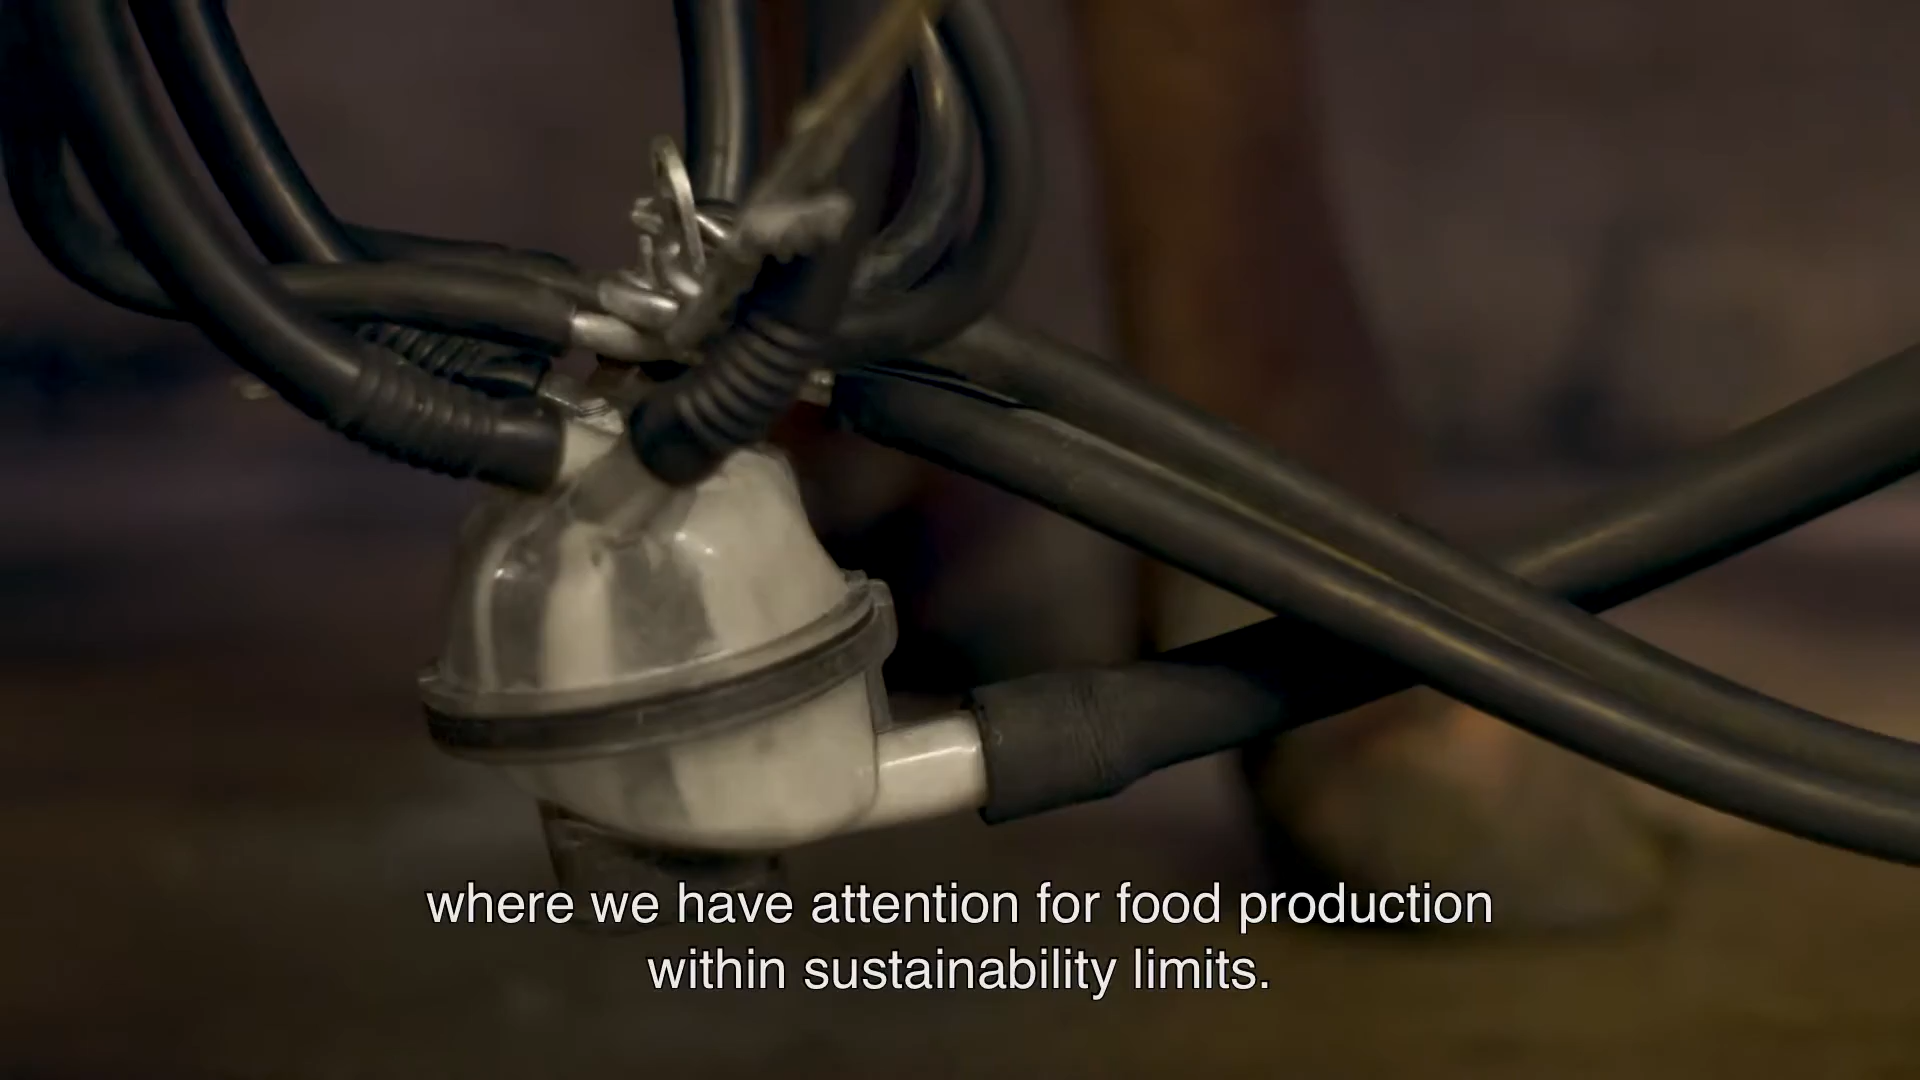 where we have attention for food production
within sustainability limits.